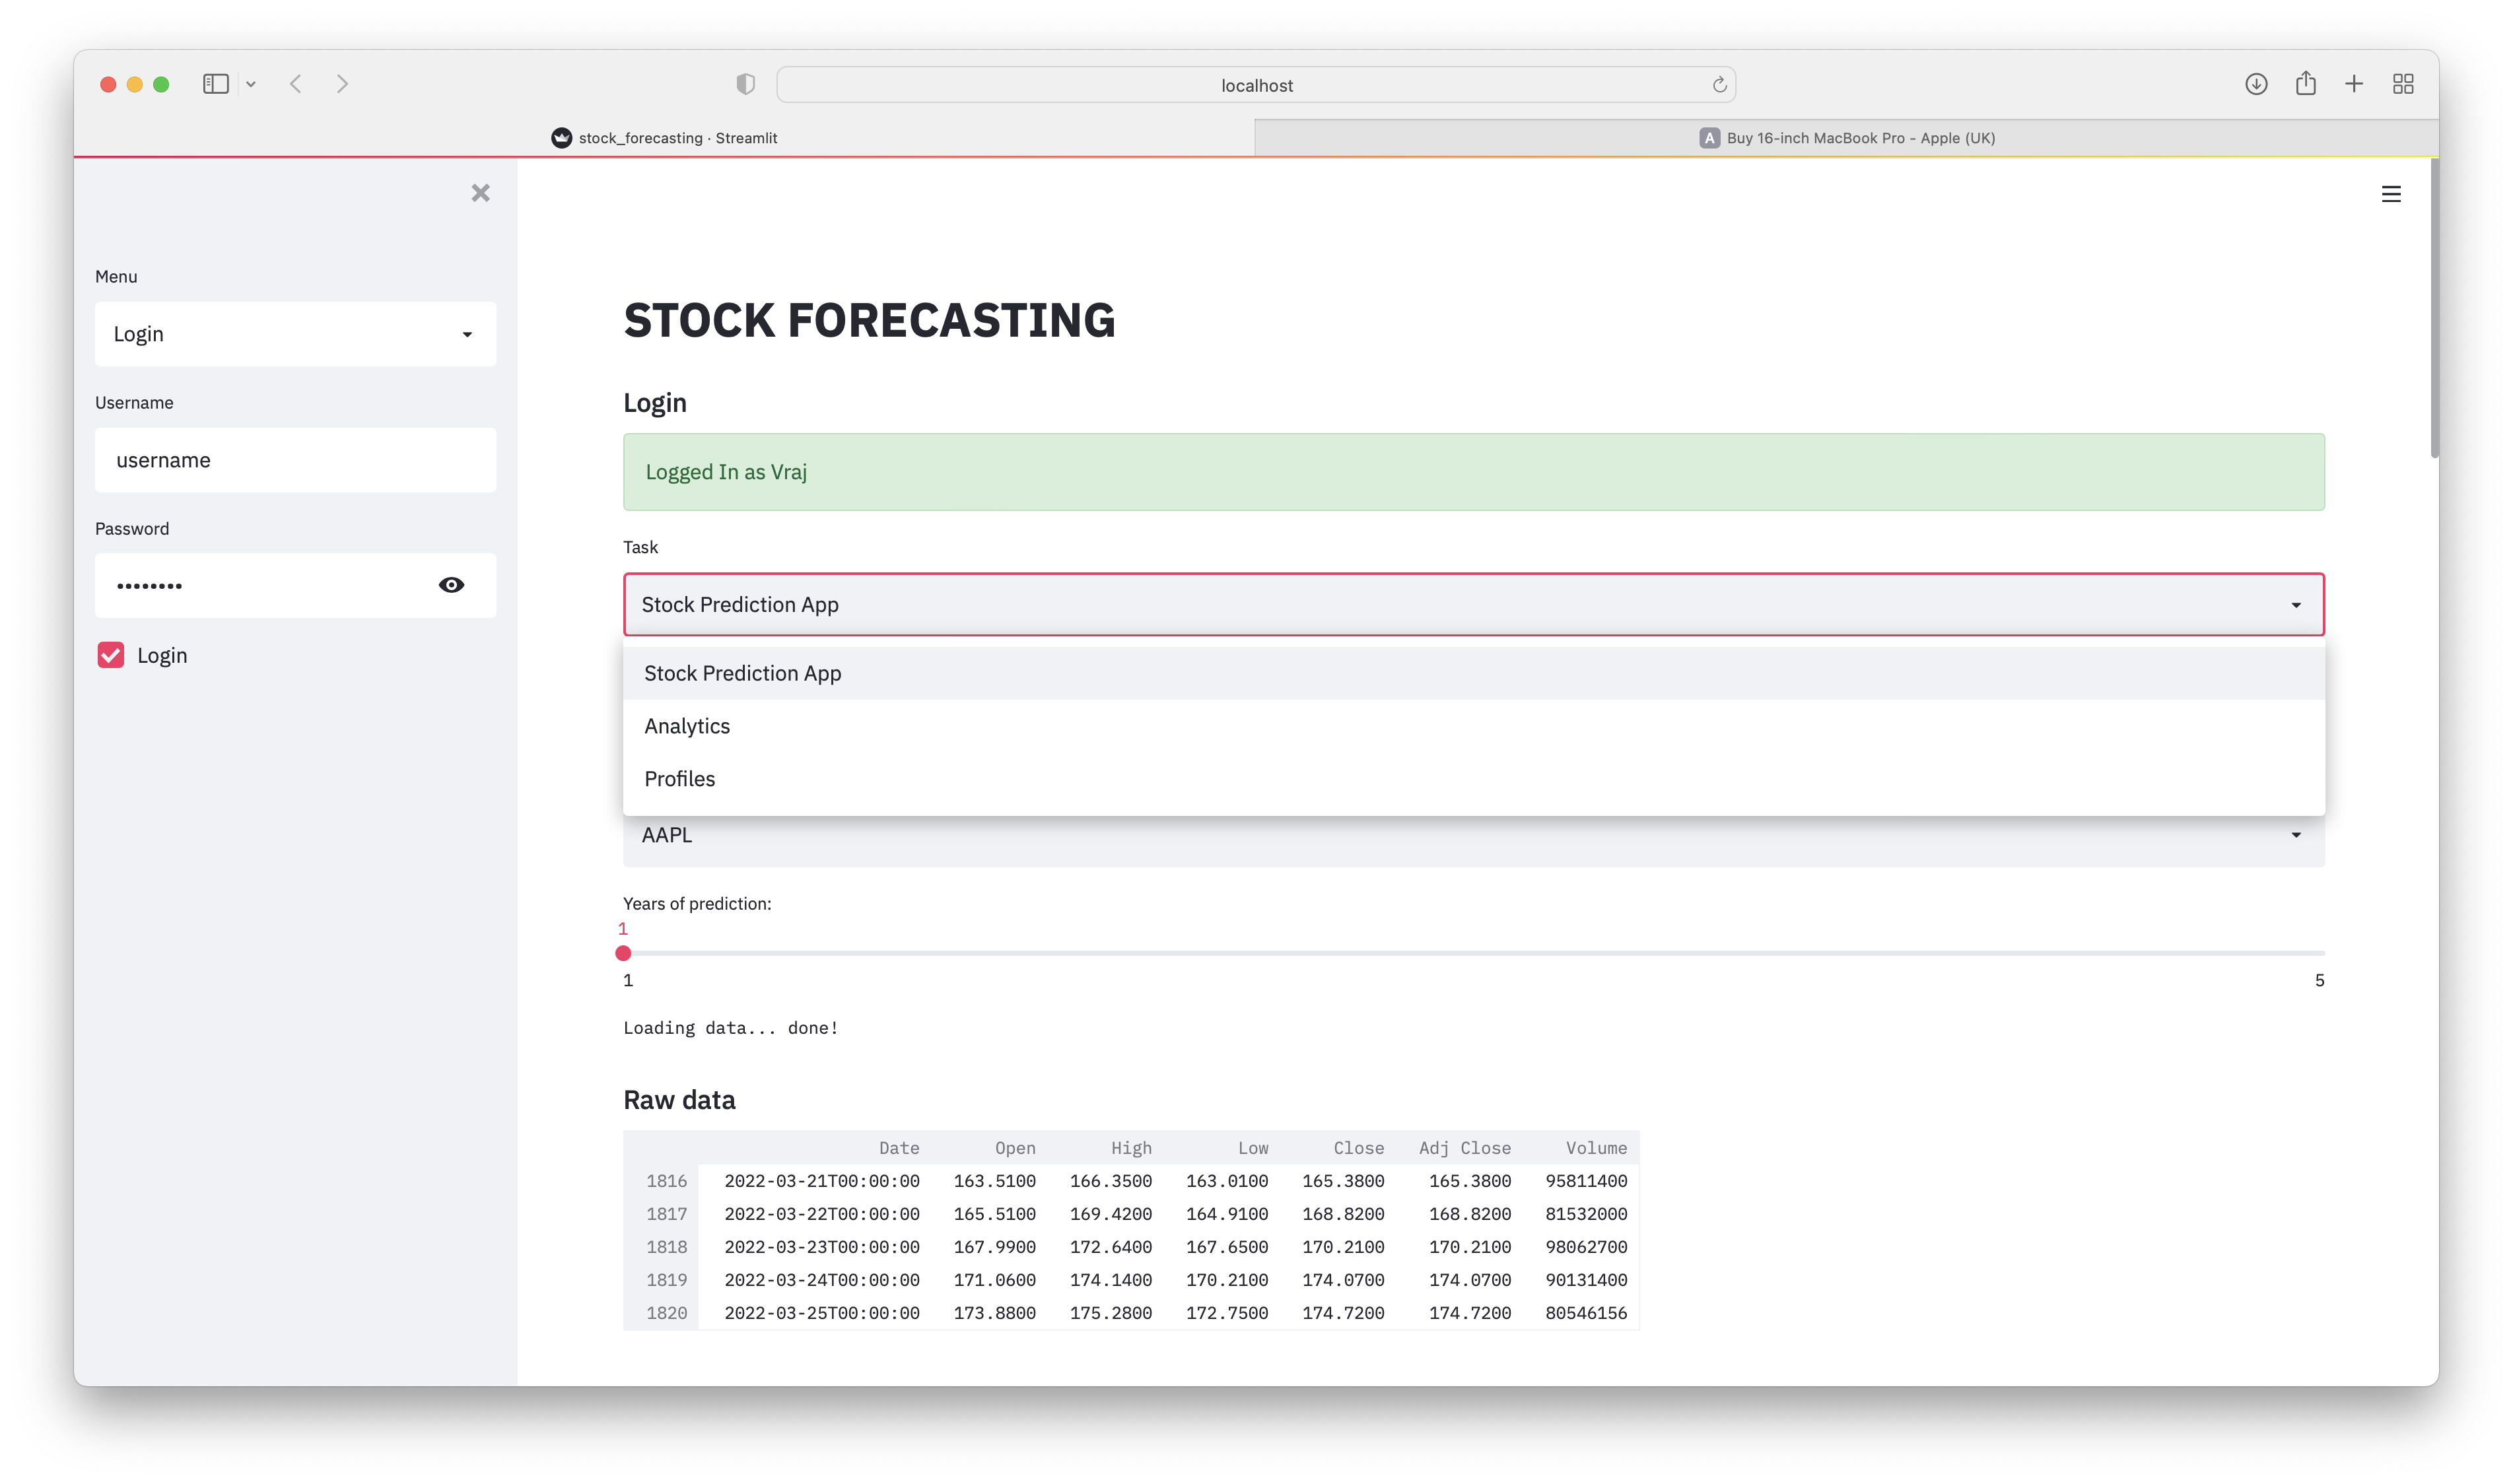 localhost
stock_forecasting · Streamlit
A Buy 16-inch MacBook Pro - Apple (UK)
Menu
Login
Username
username
Password
••••••••
Login
STOCK FORECASTING
Login
Logged In as Vraj
Task
Stock Prediction App
Stock Prediction App
Analytics
Profiles
AAPL
Years of prediction:
1
1 5
Loading data... done!
Raw data
Date Open High Low Close Adj Close Volume
1816 2022-03-21T00:00:00 163.5100 166.3500 163.0100 165.3800 165.3800 95811400
1817 2022-03-22T00:00:00 165.5100 169.4200 164.9100 168.8200 168.8200 81532000
1818 2022-03-23T00:00:00 167.9900 172.6400 167.6500 170.2100 170.2100 98062700
1819 2022-03-24T00:00:00 171.0600 174.1400 170.2100 174.0700 174.0700 90131400
1820 2022-03-25T00:00:00 173.8800 175.2800 172.7500 174.7200 174.7200 80546156